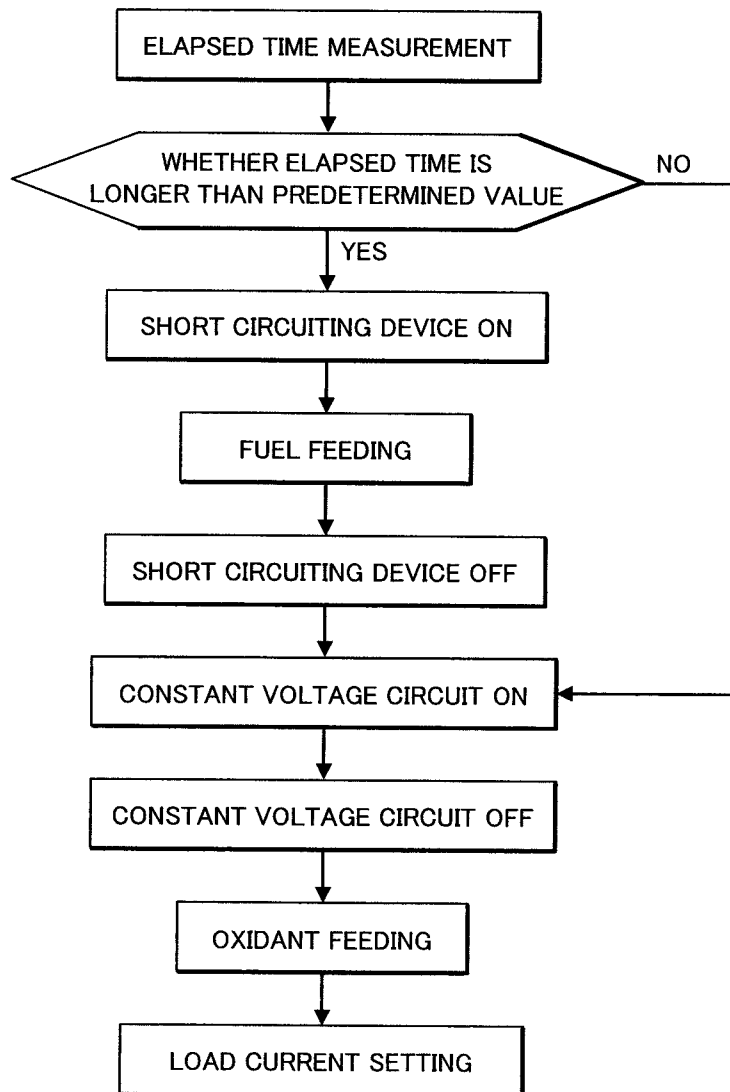 ELAPSED TIME MEASUREMENT
WHETHER ELAPSED TIME IS
LONGER THAN PREDETERMINED VALUE
NO
YES
SHORT CIRCUITING DEVICE ON
FUEL FEEDING
SHORT CIRCUITING DEVICE OFF
CONSTANT VOLTAGE CIRCUIT ON
CONSTANT VOLTAGE CIRCUIT OFF
OXIDANT FEEDING
LOAD CURRENT SETTING